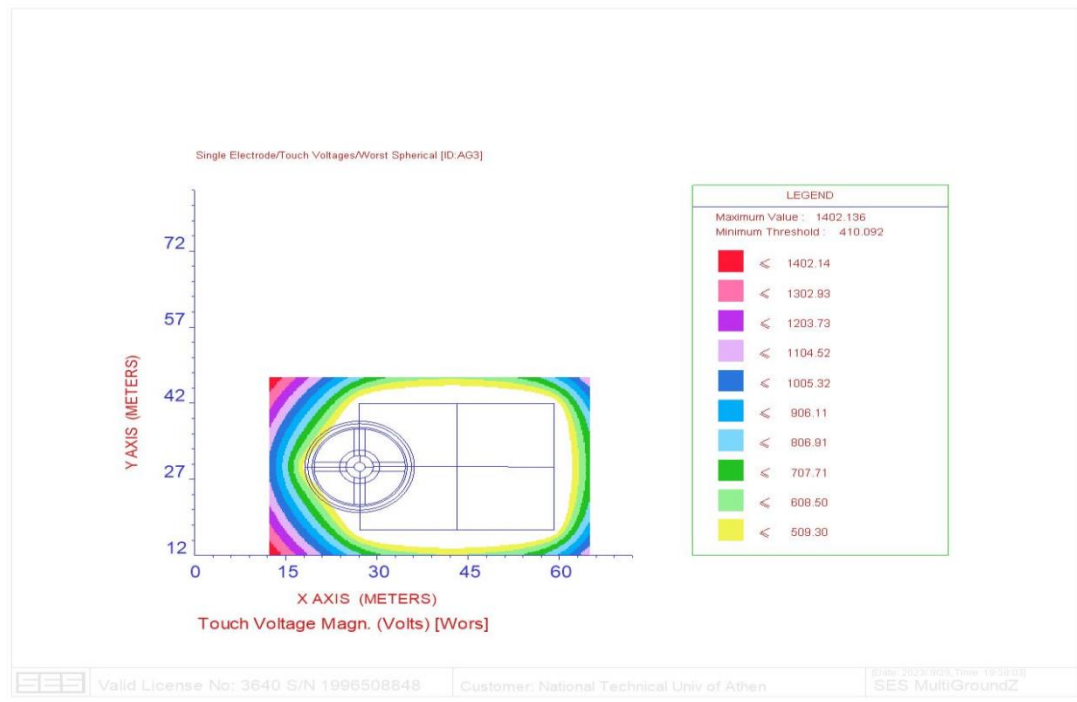 Single Electrode/Touch Voltages/Worst Spherical [ID:AG3]
LEGEND
Maximum Value : 1402.136
Minimum Threshold : 410.092
⩽ 1402.14
⩽ 1302.93
⩽ 1203.73
⩽ 1104.52
⩽ 1005.32
⩽ 906.11
⩽ 806.91
⩽ 707.71
⩽ 608.50
⩽ 509.30
Y AXIS (METERS)
72
57
42
27
12
0 15 30 45 60
X AXIS (METERS)
Touch Voltage Magn. (Volts) [Wors]
SES
Valid License No: 3640 S/N 1996508848
Customer: National Technical Univ of Athen
SES MultiGroundZ